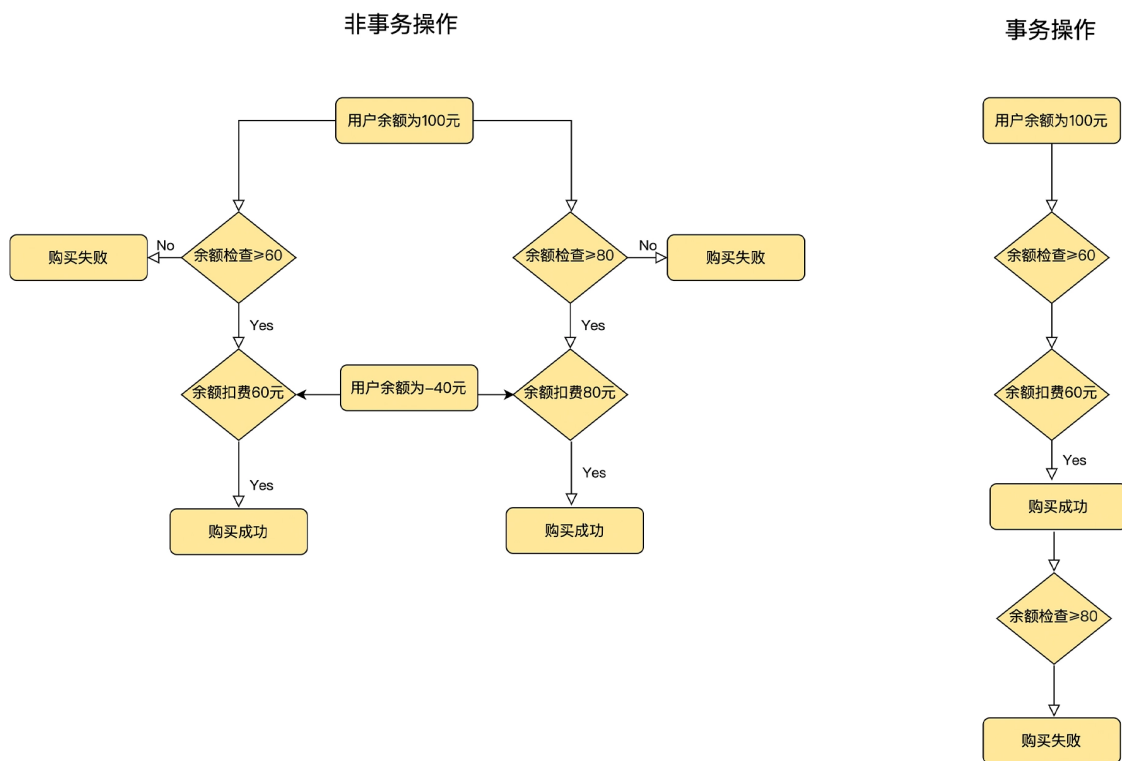 非事务操作
事务操作
用户余额为100元
用户余额为100元
购买失败
No
余额检查≥60
余额检查≥80
No
购买失败
余额检查≥60
Yes
Yes
余额扣费60元
用户余额为-40元
余额扣费80元
余额扣费60元
Yes
Yes
Yes
购买成功
购买成功
购买成功
余额检查≥80
购买失败